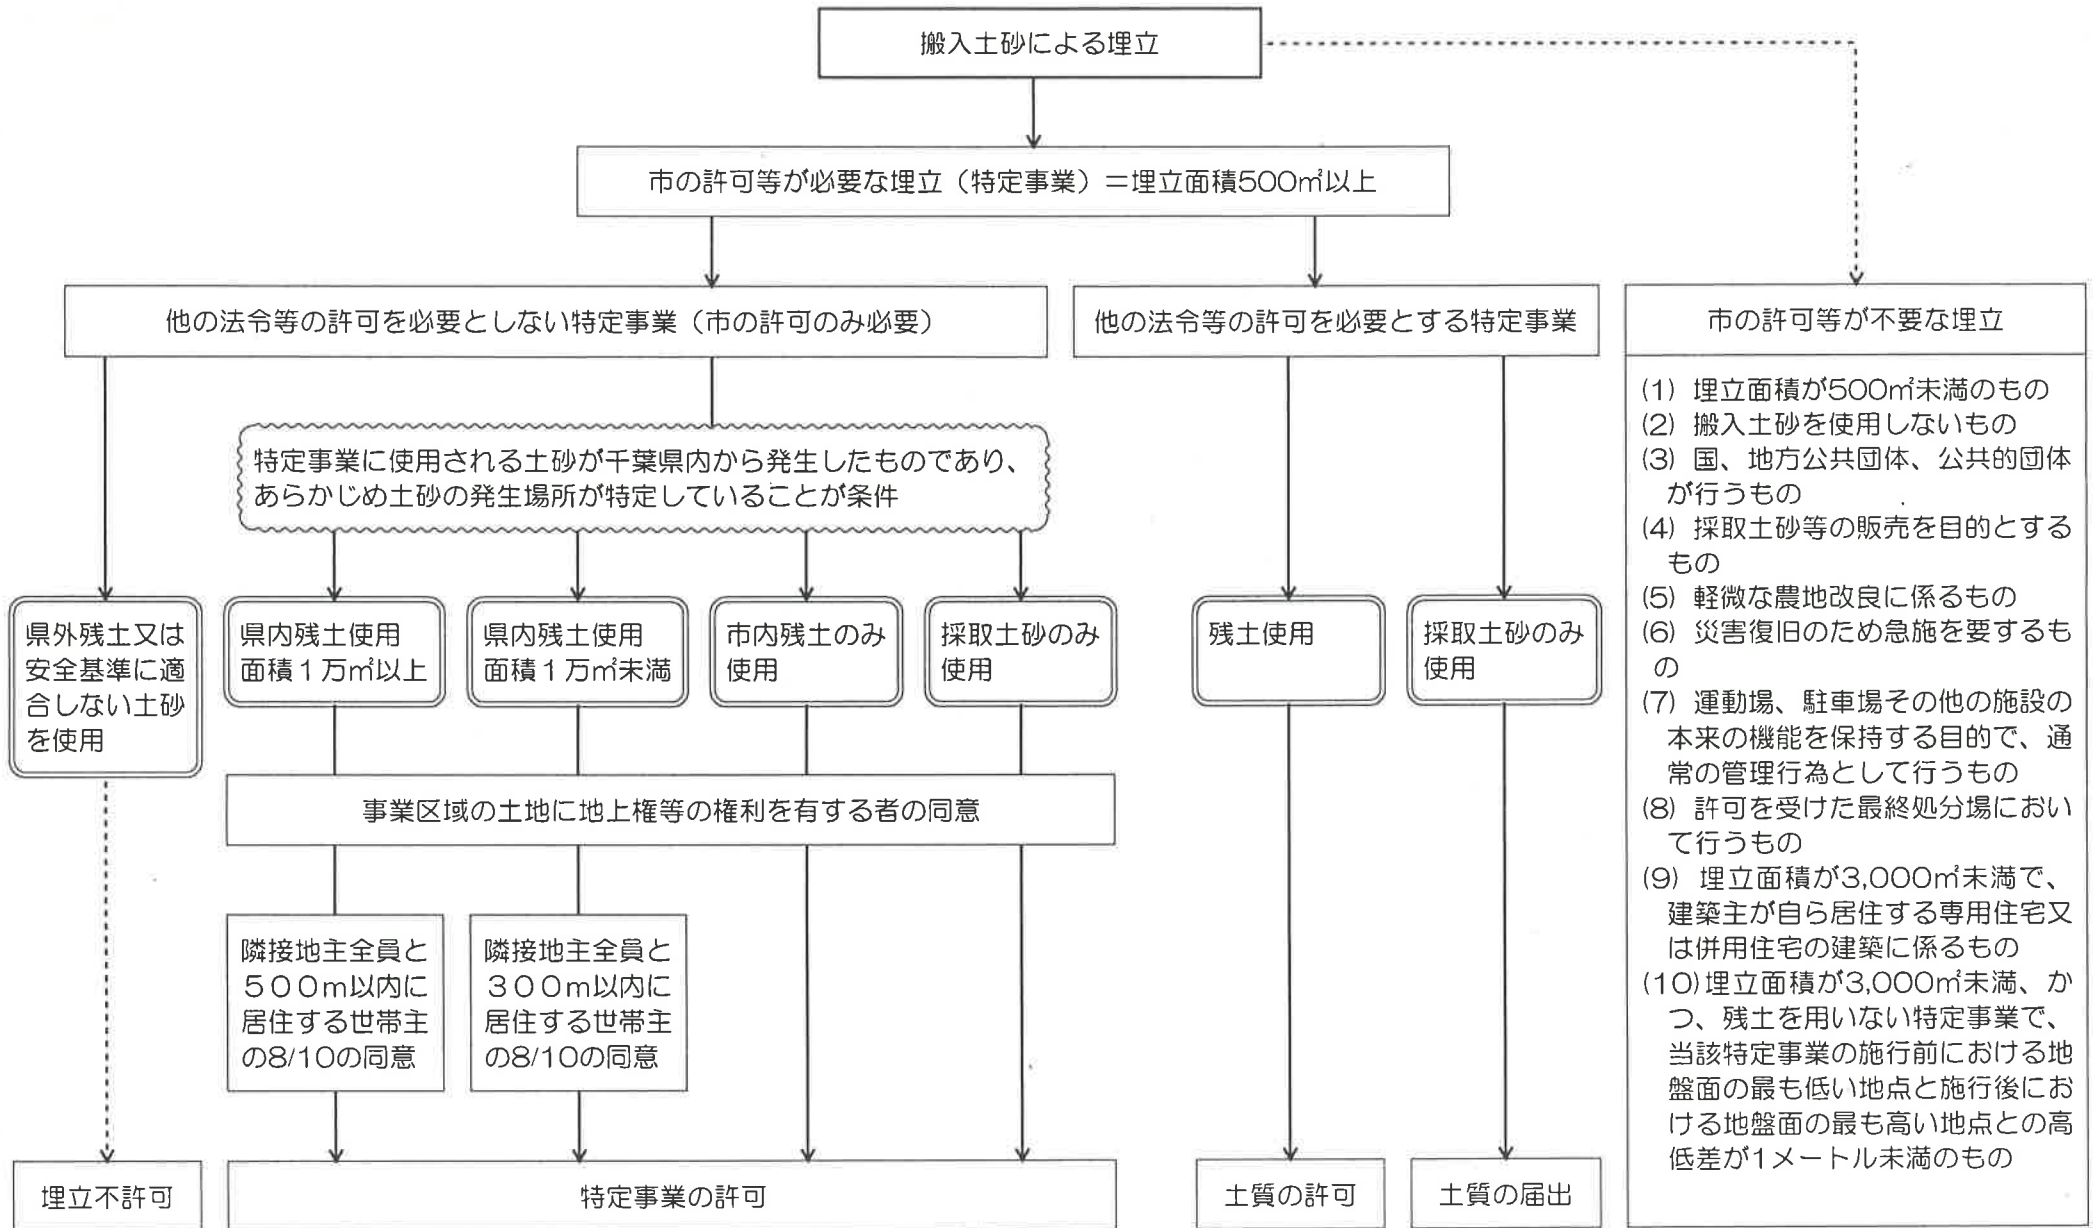 搬入土砂による埋立
市の許可等が必要な埋立（特定事業）＝埋立面積500㎡以上
他の法令等の許可を必要としない特定事業（市の許可のみ必要）
他の法令等の許可を必要とする特定事業
市の許可等が不要な埋立
特定事業に使用される土砂が千葉県内から発生したものであり、
あらかじめ土砂の発生場所が特定していることが条件
県外残土又は
安全基準に適
合しない土砂
を使用
県内残土使用
面積１万㎡以上
県内残土使用
面積１万㎡未満
市内残土のみ
使用
採取土砂のみ
使用
残土使用
採取土砂のみ
使用
事業区域の土地に地上権等の権利を有する者の同意
隣接地主全員と
５００ｍ以内に
居住する世帯主
の8/10の同意
隣接地主全員と
３００ｍ以内に
居住する世帯主
の8/10の同意
埋立不許可
特定事業の許可
土質の許可
土質の届出
(1) 埋立面積が500㎡未満のもの
(2) 搬入土砂を使用しないもの
(3) 国、地方公共団体、公共的団体
が行うもの
(4) 採取土砂等の販売を目的とする
もの
(5) 軽微な農地改良に係るもの
(6) 災害復旧のため急施を要するも
の
(7) 運動場、駐車場その他の施設の
本来の機能を保持する目的で、通
常の管理行為として行うもの
(8) 許可を受けた最終処分場におい
て行うもの
(9) 埋立面積が3,000㎡未満で、
建築主が自ら居住する専用住宅又
は併用住宅の建築に係るもの
(10)埋立面積が3,000㎡未満、か
つ、残土を用いない特定事業で、
当該特定事業の施行前における地
盤面の最も低い地点と施行後にお
ける地盤面の最も高い地点との高
低差が1メートル未満のもの